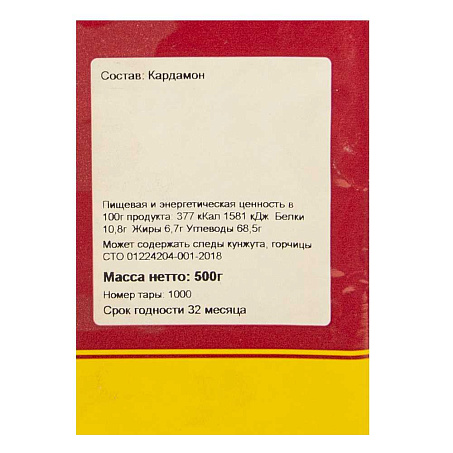 Состав: Кардамон
Пищевая и энергетическая ценность в
100г продукта: 377 кКал 1581 кДж Белки
10,8г Жиры 6,7г Углеводы 68,5г
Может содержать следы кунжута, горчицы
СТО 01224204-001-2018
Масса нетто: 500г
Номер тары: 1000
Срок годности 32 месяца